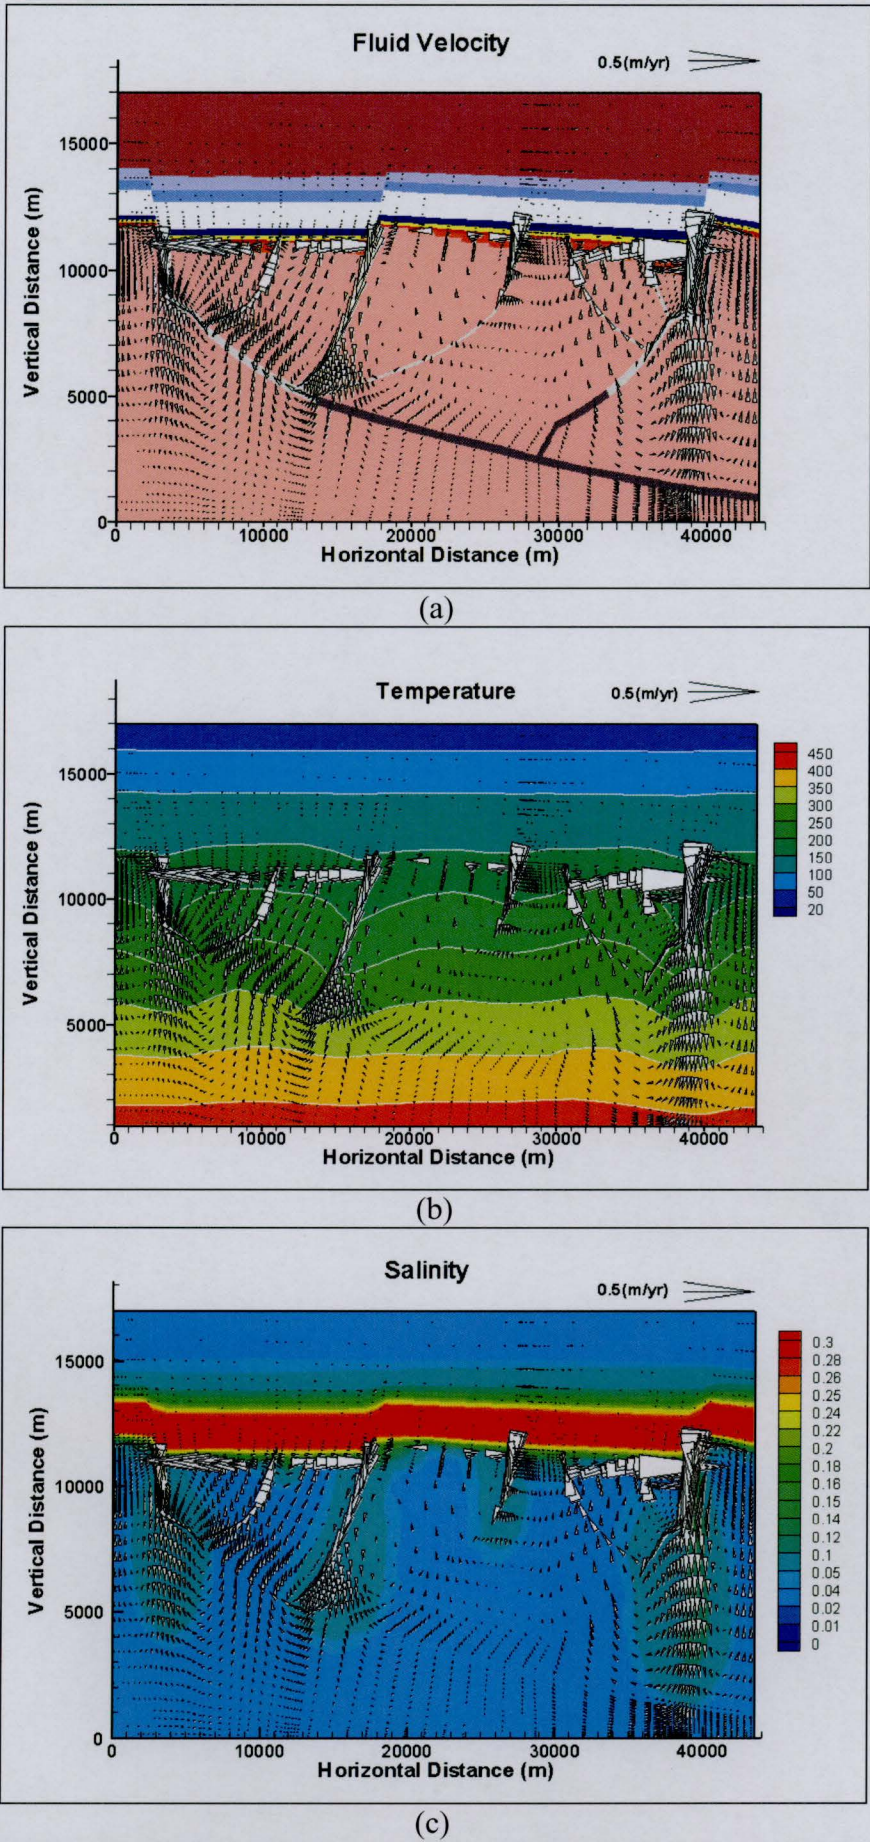 Fluid Velocity
0.5(m/yr)
15000
10000
5000
0
Vertical Distance (m)
0 10000 20000 30000 40000
Horizontal Distance (m)
(a)
Temperature
0.5(m/yr)
15000
10000
5000
Vertical Distance (m)
450
400
350
300
250
200
150
100
50
20
0 10000 20000 30000 40000
Horizontal Distance (m)
(b)
Salinity
0.5(m/yr)
15000
10000
5000
0
Vertical Distance (m)
0.3
0.28
0.26
0.25
0.24
0.22
0.2
0.18
0.16
0.15
0.14
0.12
0.1
0.05
0.04
0.02
0.01
0
0 10000 20000 30000 40000
Horizontal Distance (m)
(c)